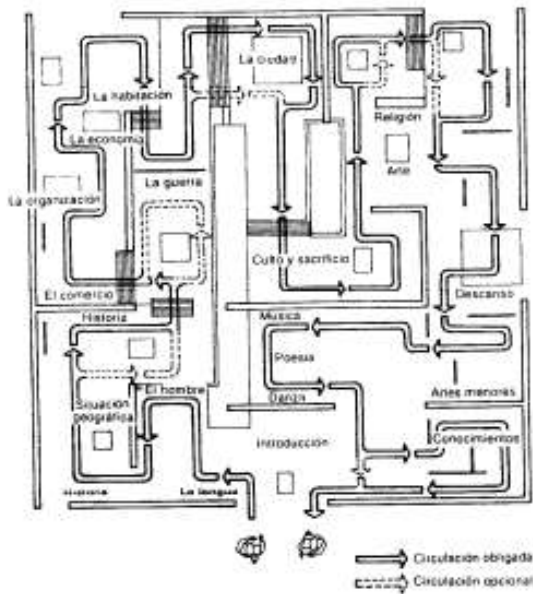 La ciudad
La habitación
Religión
La economía
Arte
La guerra
La organización
Culto y sacrificio
El comercio
Descanso
Historia
Música
Poesía
El hombre
Danza
Artes menores
Situación
geográfica
Introducción
Conocimientos
Historia
La lengua
Circulación obligada
Circulación opcional